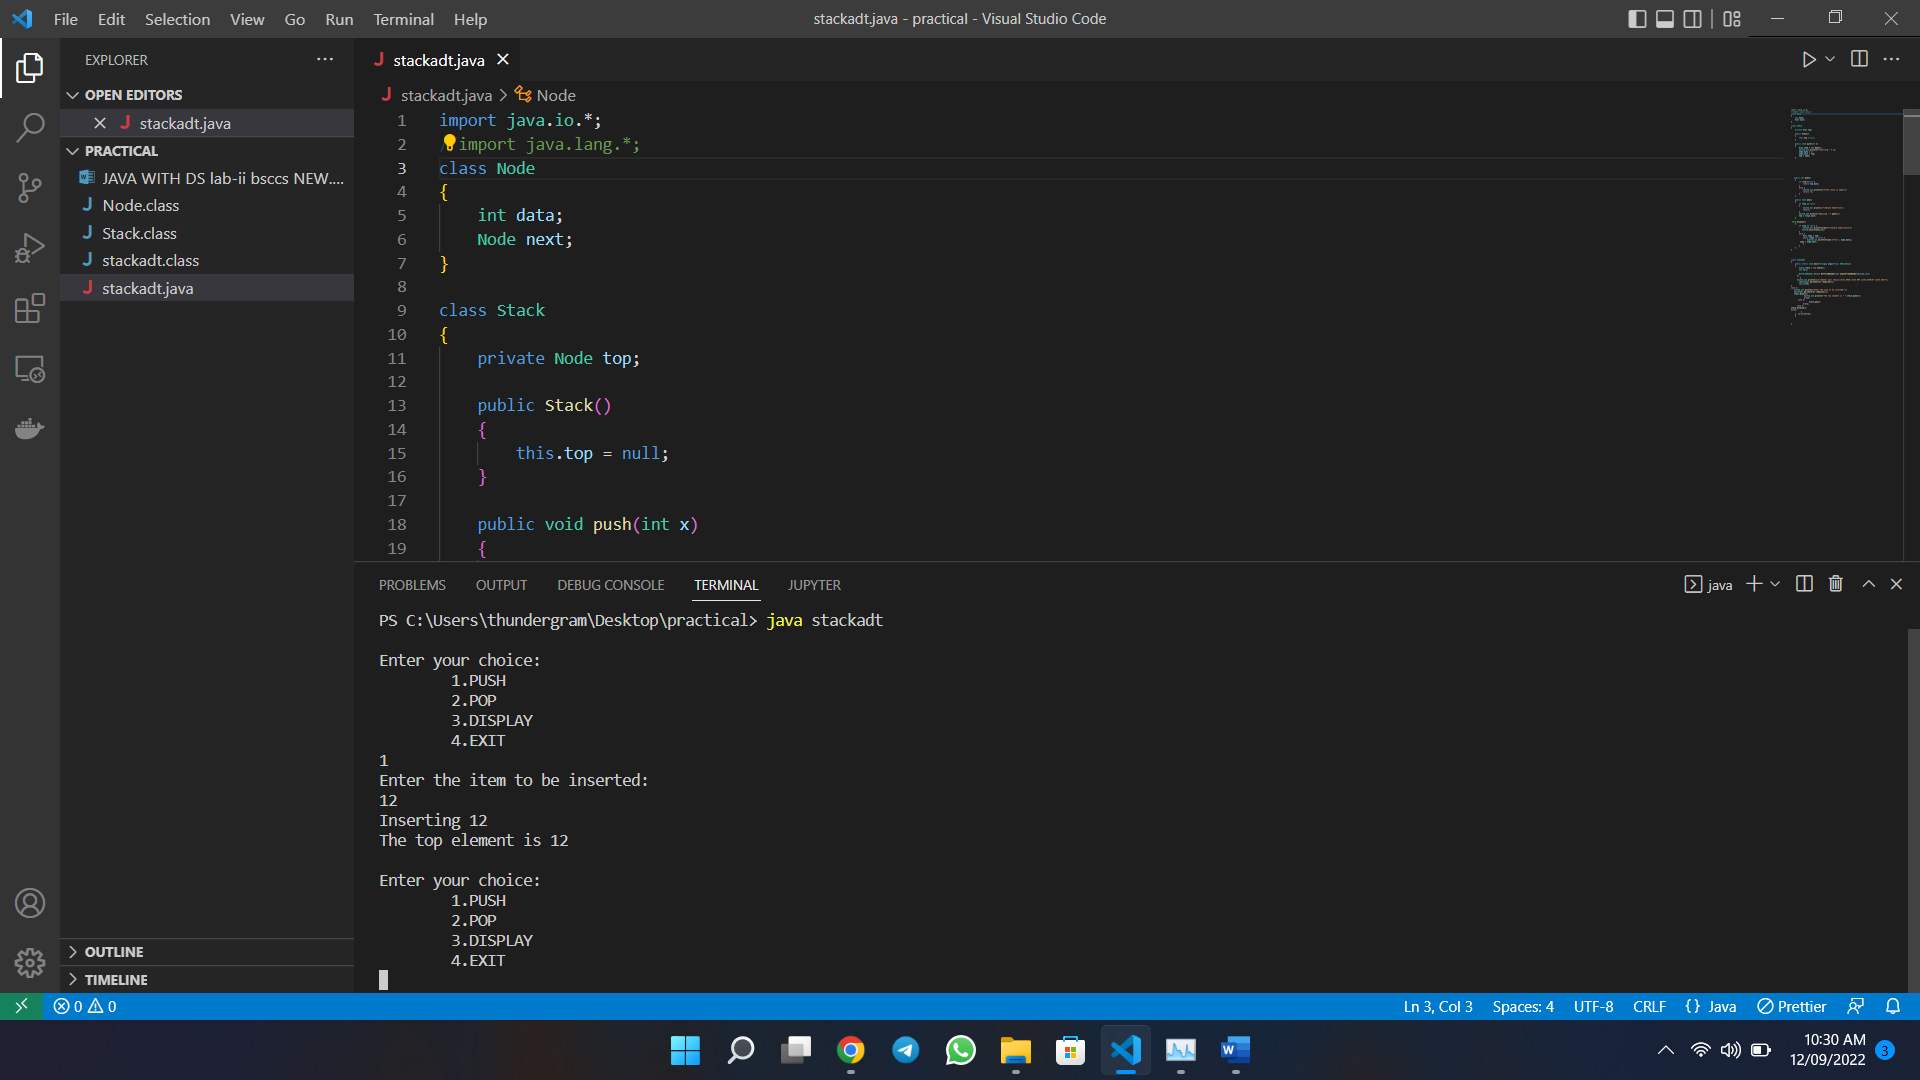 File Edit Selection View Go Run Terminal Help
stackadt.java - practical - Visual Studio Code
EXPLORER
OPEN EDITORS
stackadt.java
PRACTICAL
JAVA WITH DS lab-ii bsccs NEW....
Node.class
Stack.class
stackadt.class
stackadt.java
OUTLINE
TIMELINE
stackadt.java
stackadt.java > Node
1 import java.io.*;
2 /import java.lang.*;
3 class Node
4 {
5 int data;
6 Node next;
7 }
8
9 class Stack
10 {
11 private Node top;
12
13 public Stack()
14 {
15 this.top = null;
16 }
17
18 public void push(int x)
19 {
PROBLEMS OUTPUT DEBUG CONSOLE TERMINAL JUPYTER
java
PS C:\Users\thundergram\Desktop\practical> java stackadt
Enter your choice:
1.PUSH
2.POP
3.DISPLAY
4.EXIT
1
Enter the item to be inserted:
12
Inserting 12
The top element is 12
Enter your choice:
1.PUSH
2.POP
3.DISPLAY
4.EXIT
0 0
Ln 3, Col 3 Spaces: 4 UTF-8 CRLF {} Java Prettier
10:30 AM
12/09/2022
3